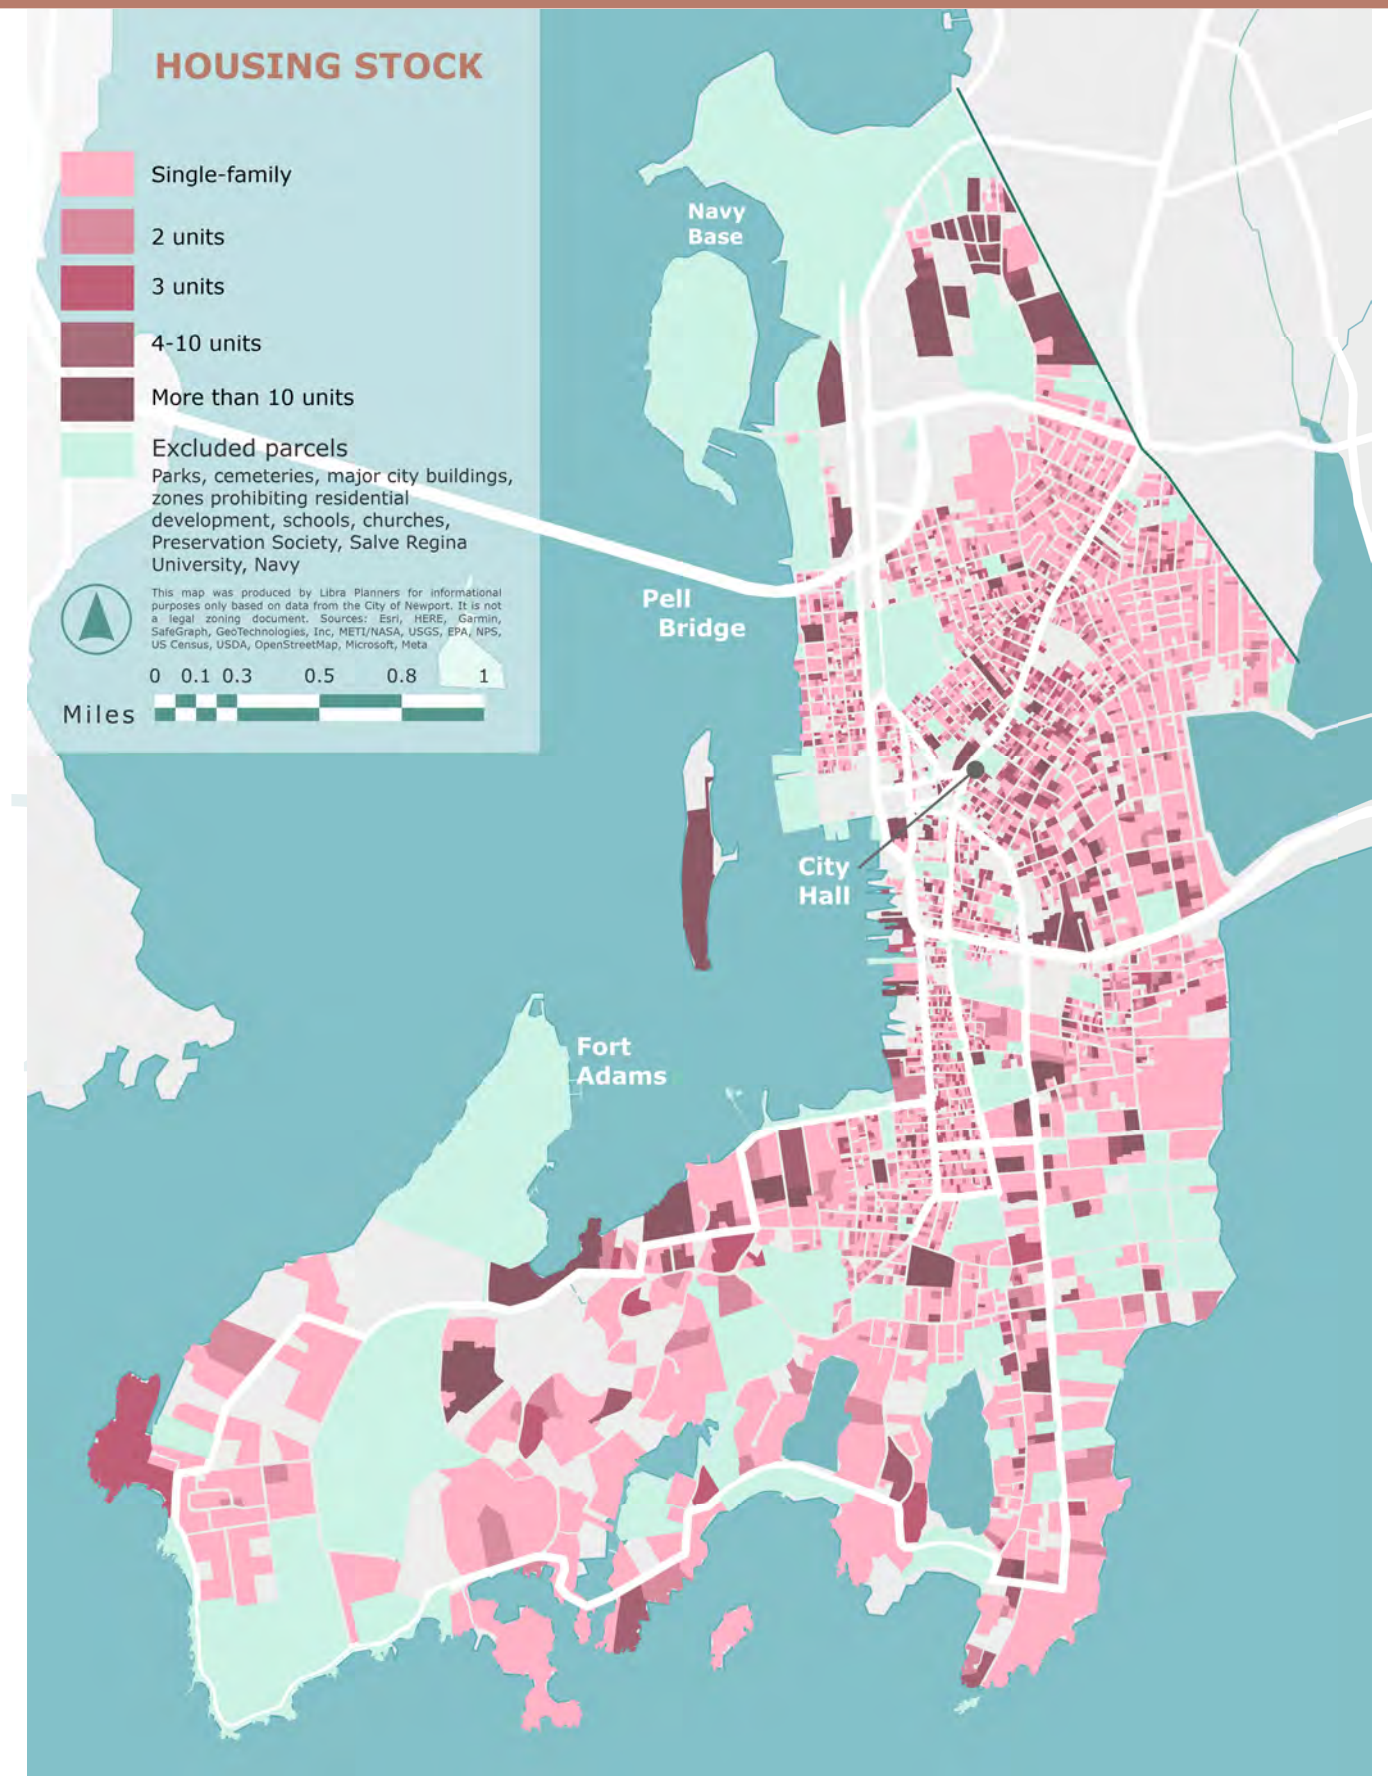 HOUSING STOCK
Single-family
2 units
3 units
4-10 units
More than 10 units
Excluded parcels
Parks, cemeteries, major city buildings,
zones prohibiting residential
development, schools, churches,
Preservation Society, Salve Regina
University, Navy
This map was produced by Libra Planners for informational
purposes only based on data from the City of Newport. It is not
a legal zoning document. Sources: Esri, HERE, Garmin,
SafeGraph, GeoTechnologies, Inc, METI/NASA, USGS, EPA, NPS,
US Census, USDA, OpenStreetMap, Microsoft, Meta
0 0.1 0.3 0.5 0.8 1
Miles
Navy
Base
Pell
Bridge
City
Hall
Fort
Adams